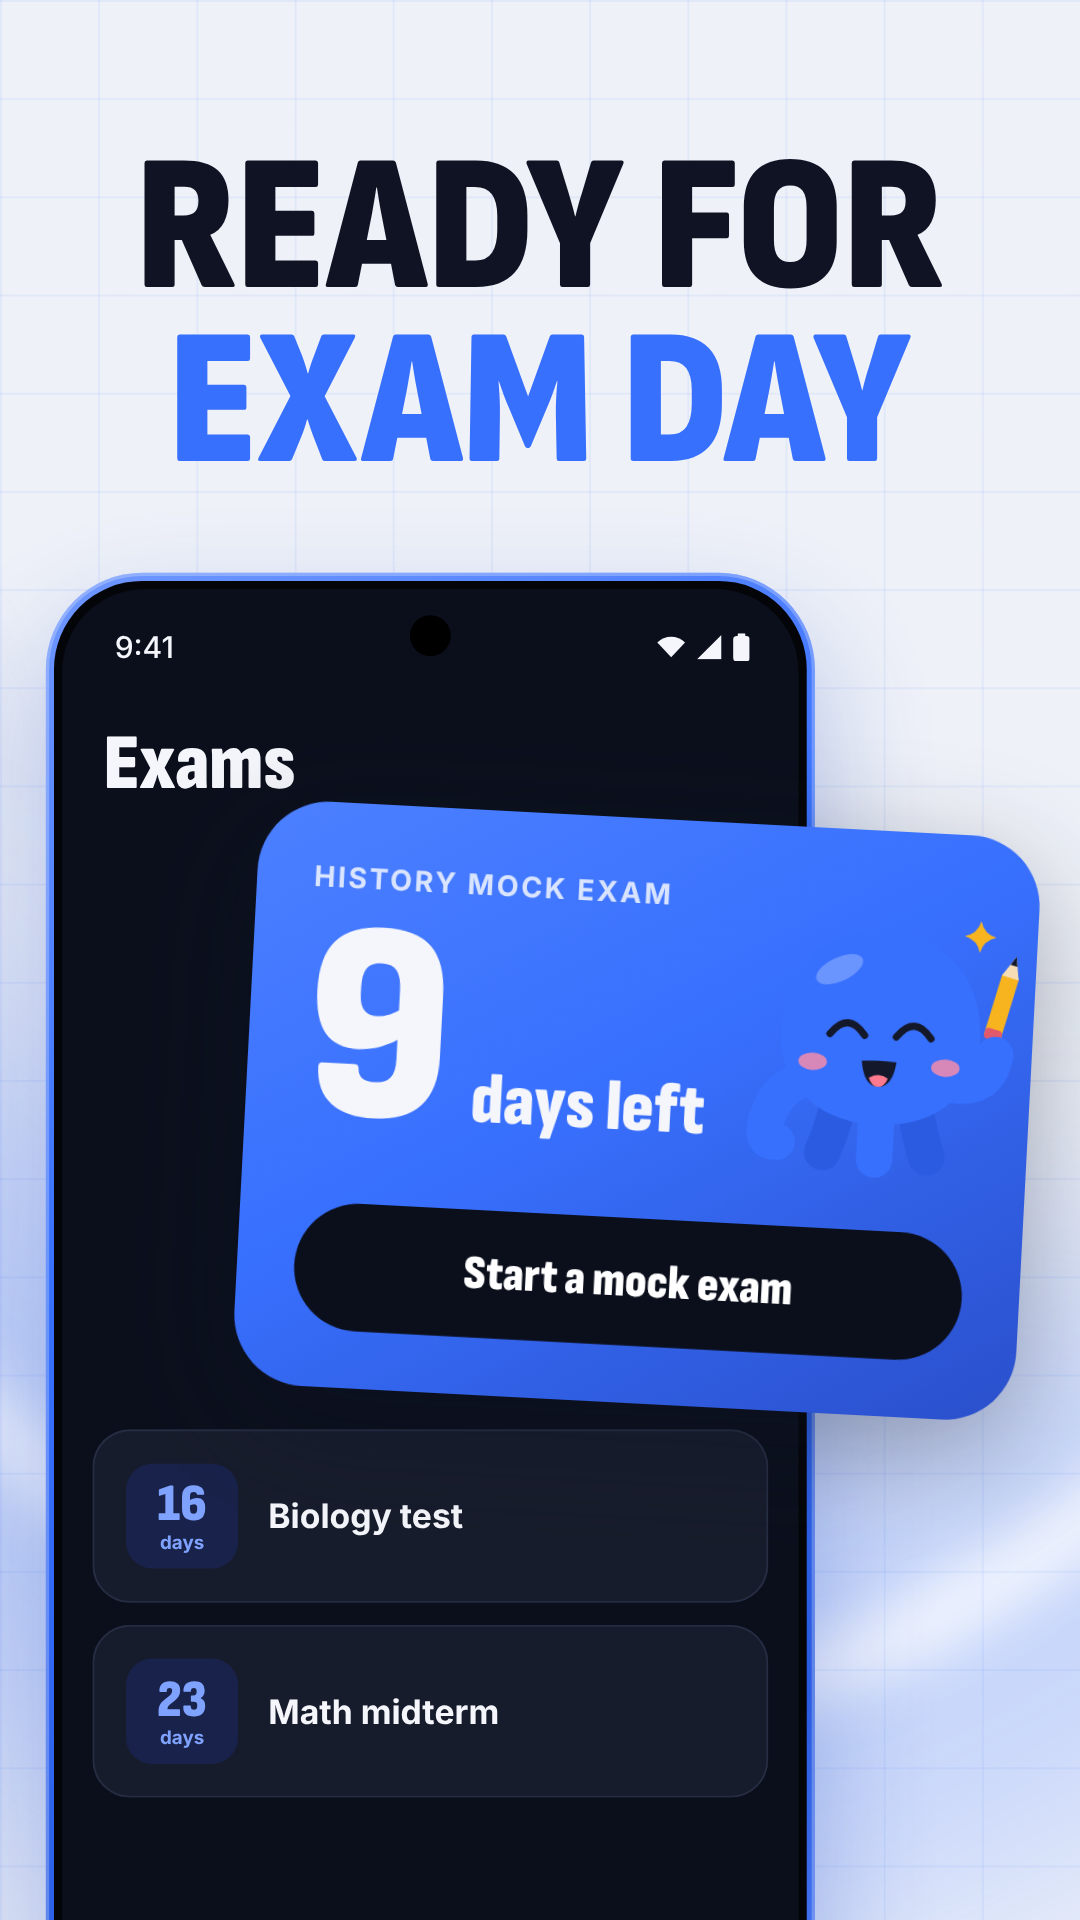 READY FOR
EXAM DAY
9:41
Exams
HISTORY MOCK EXAM
9 days left
Start a mock exam
16
days
Biology test
23
days
Math midterm